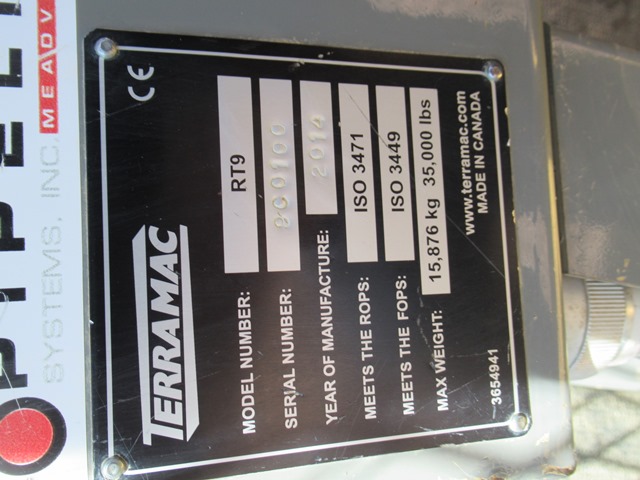 PIPEL
SYSTEMS, INC. MEADV
CE
TERRAMAC
MODEL NUMBER: RT9
SERIAL NUMBER: 800100
YEAR OF MANUFACTURE: 2014
MEETS THE ROPS: ISO 3471
MEETS THE FOPS: ISO 3449
MAX WEIGHT: 15,876 kg 35,000 lbs
www.terramac.com
MADE IN CANADA
3654941